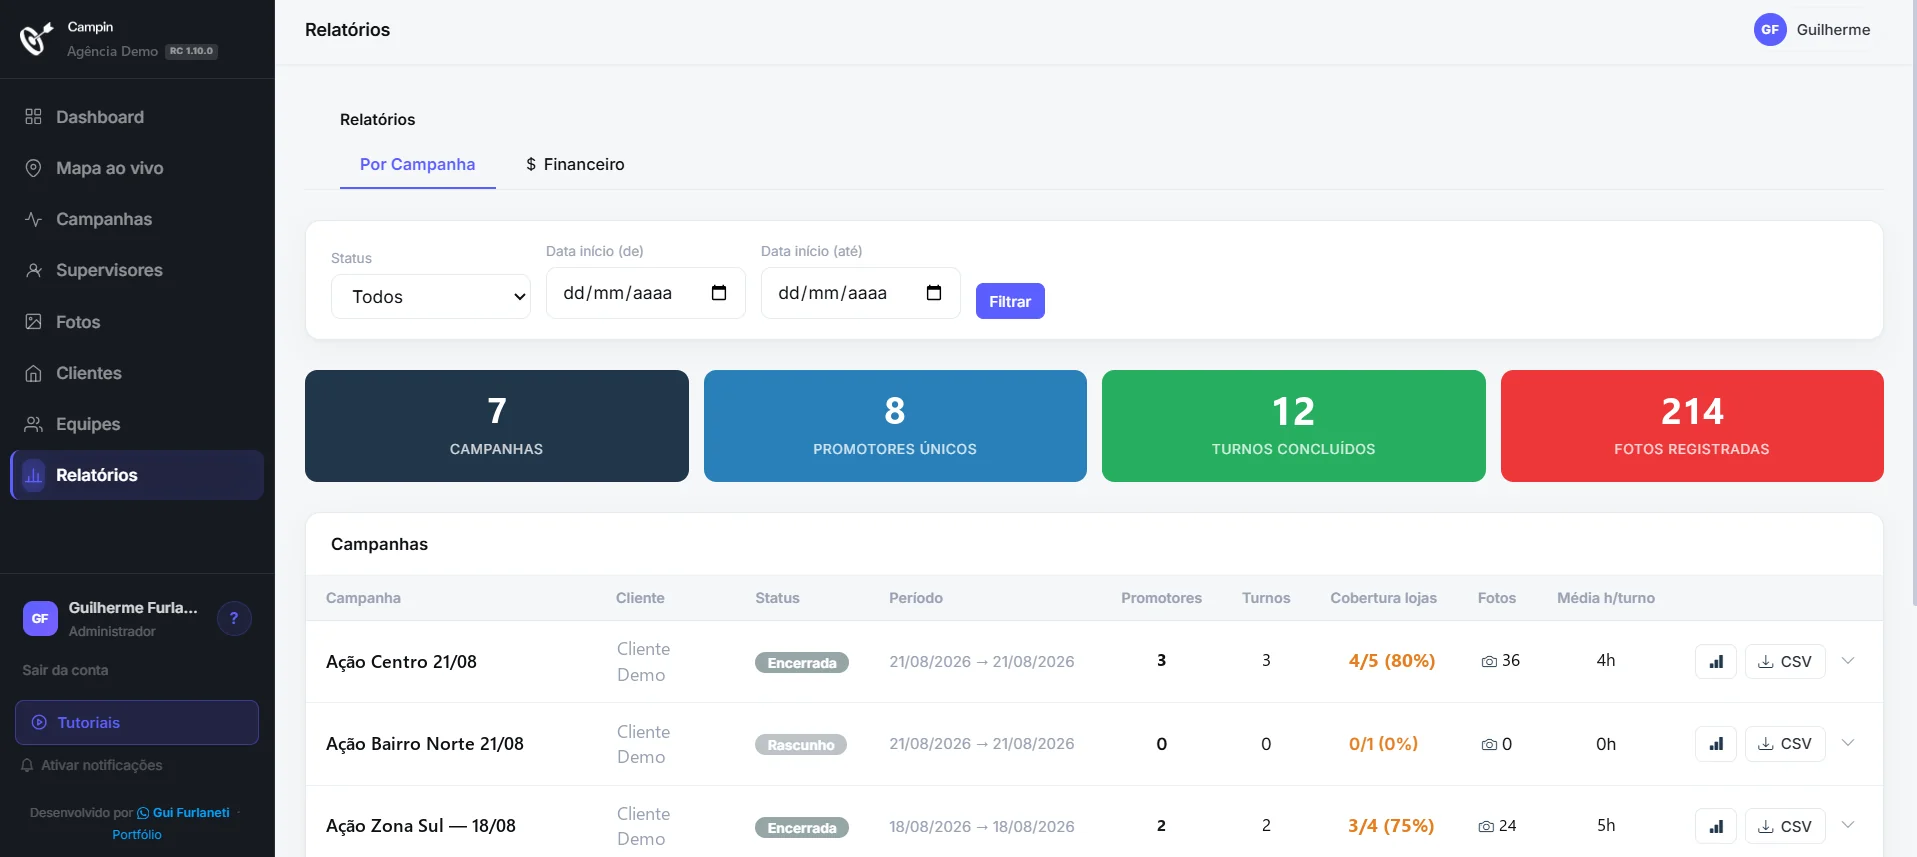 Campin
Agência Demo RC 1.10.0
Dashboard
Mapa ao vivo
Campanhas
Supervisores
Fotos
Clientes
Equipes
Relatórios
GF Guilherme Furla...
Administrador
?
Sair da conta
Tutoriais
Ativar notificações
Desenvolvido por Gui Furlaneti ·
Portfólio
Relatórios
GF Guilherme
Relatórios
Por Campanha
$ Financeiro
Status
Todos
Data início (de)
dd/mm/aaaa
Data início (até)
dd/mm/aaaa
Filtrar
7
CAMPANHAS
8
PROMOTORES ÚNICOS
12
TURNOS CONCLUÍDOS
214
FOTOS REGISTRADAS
Campanhas
Campanha Cliente Status Período Promotores Turnos Cobertura lojas Fotos Média h/turno
Ação Centro 21/08 Cliente Demo Encerrada 21/08/2026 → 21/08/2026 3 3 4/5 (80%) 36 4h CSV
Ação Bairro Norte 21/08 Cliente Demo Rascunho 21/08/2026 → 21/08/2026 0 0 0/1 (0%) 0 0h CSV
Ação Zona Sul — 18/08 Cliente Demo Encerrada 18/08/2026 → 18/08/2026 2 2 3/4 (75%) 24 5h CSV